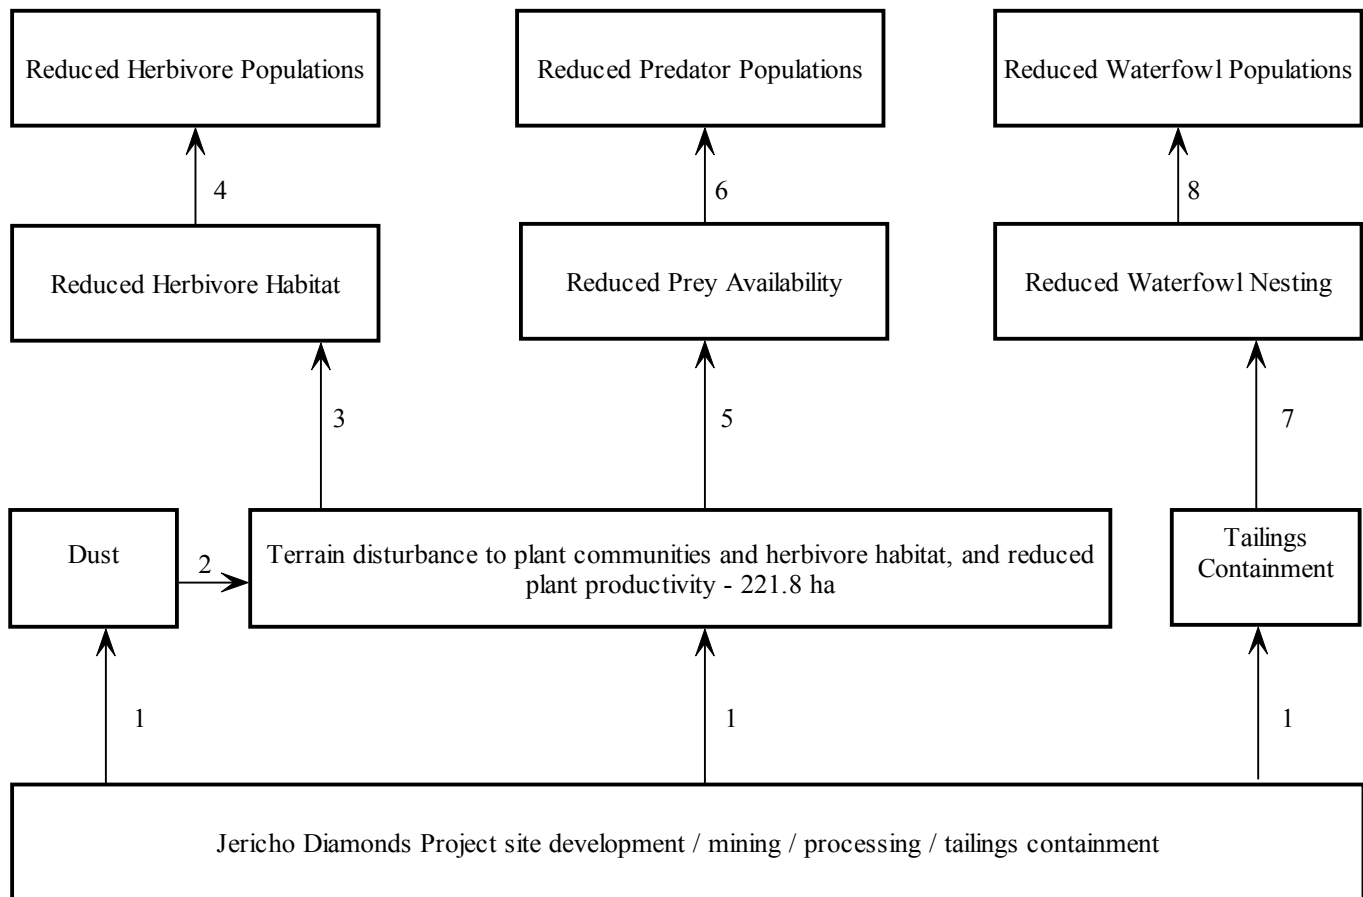 Reduced Herbivore Populations
Reduced Predator Populations
Reduced Waterfowl Populations
4
6
8
Reduced Herbivore Habitat
Reduced Prey Availability
Reduced Waterfowl Nesting
3
5
7
Dust
2
Terrain disturbance to plant communities and herbivore habitat, and reduced
plant productivity - 221.8 ha
Tailings
Containment
1
1
1
Jericho Diamonds Project site development / mining / processing / tailings containment